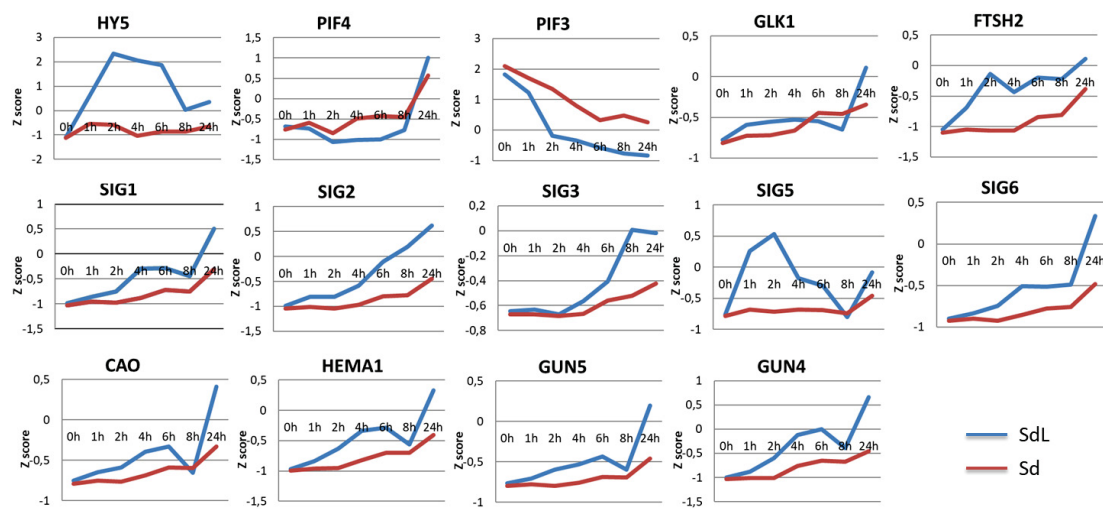 HY5
3
2
1
0
-1
-2
Z score
0h 1h 2h 4h 6h 8h 24h
PIF4
1,5
1
0,5
0
-0,5
-1
-1,5
Z score
0h 1h 2h 4h 6h 8h 24h
PIF3
3
2
1
0
-1
Z score
0h 1h 2h 4h 6h 8h 24h
GLK1
0,5
0
-0,5
-1
Z score
0h 1h 2h 4h 6h 8h 24h
FTSH2
0,5
0
-0,5
-1
-1,5
Z score
0h 1h 2h 4h 6h 8h 24h
SIG1
1
0,5
0
-0,5
-1
-1,5
Z score
0h 1h 2h 4h 6h 8h 24h
SIG2
1
0,5
0
-0,5
-1
-1,5
Z score
0h 1h 2h 4h 6h 8h 24h
SIG3
0,2
0
-0,2
-0,4
-0,6
-0,8
Z score
0h 1h 2h 4h 6h 8h 24h
SIG5
1
0,5
0
-0,5
-1
Z score
0h 1h 2h 4h 6h 8h 24h
SIG6
0,5
0
-0,5
-1
Z score
0h 1h 2h 4h 6h 8h 24h
CAO
0,5
0
-0,5
-1
Z score
0h 1h 2h 4h 6h 8h 24h
HEMA1
0,5
0
-0,5
-1
-1,5
Z score
0h 1h 2h 4h 6h 8h 24h
GUN5
0,5
0
-0,5
-1
Z score
0h 1h 2h 4h 6h 8h 24h
GUN4
1
0,5
0
-0,5
-1
-1,5
Z score
0h 1h 2h 4h 6h 8h 24h
SdL
Sd